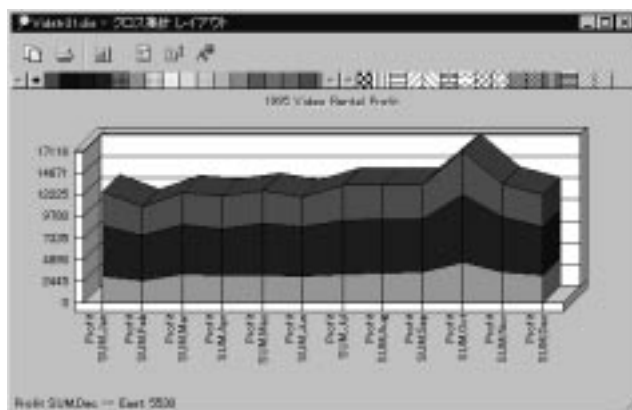 Videostdio - クロス集計 レイアウト
1995 Video Rental Profit
17116
14671
12225
9780
7335
4890
2445
0
Profit SUM.Jan
Profit SUM.Feb
Profit SUM.Mar
Profit SUM.Apr
Profit SUM.May
Profit SUM.Jun
Profit SUM.Jul
Profit SUM.Aug
Profit SUM.Sep
Profit SUM.Oct
Profit SUM.Nov
Profit SUM.Dec
Profit SUM.Dec -- East 5538